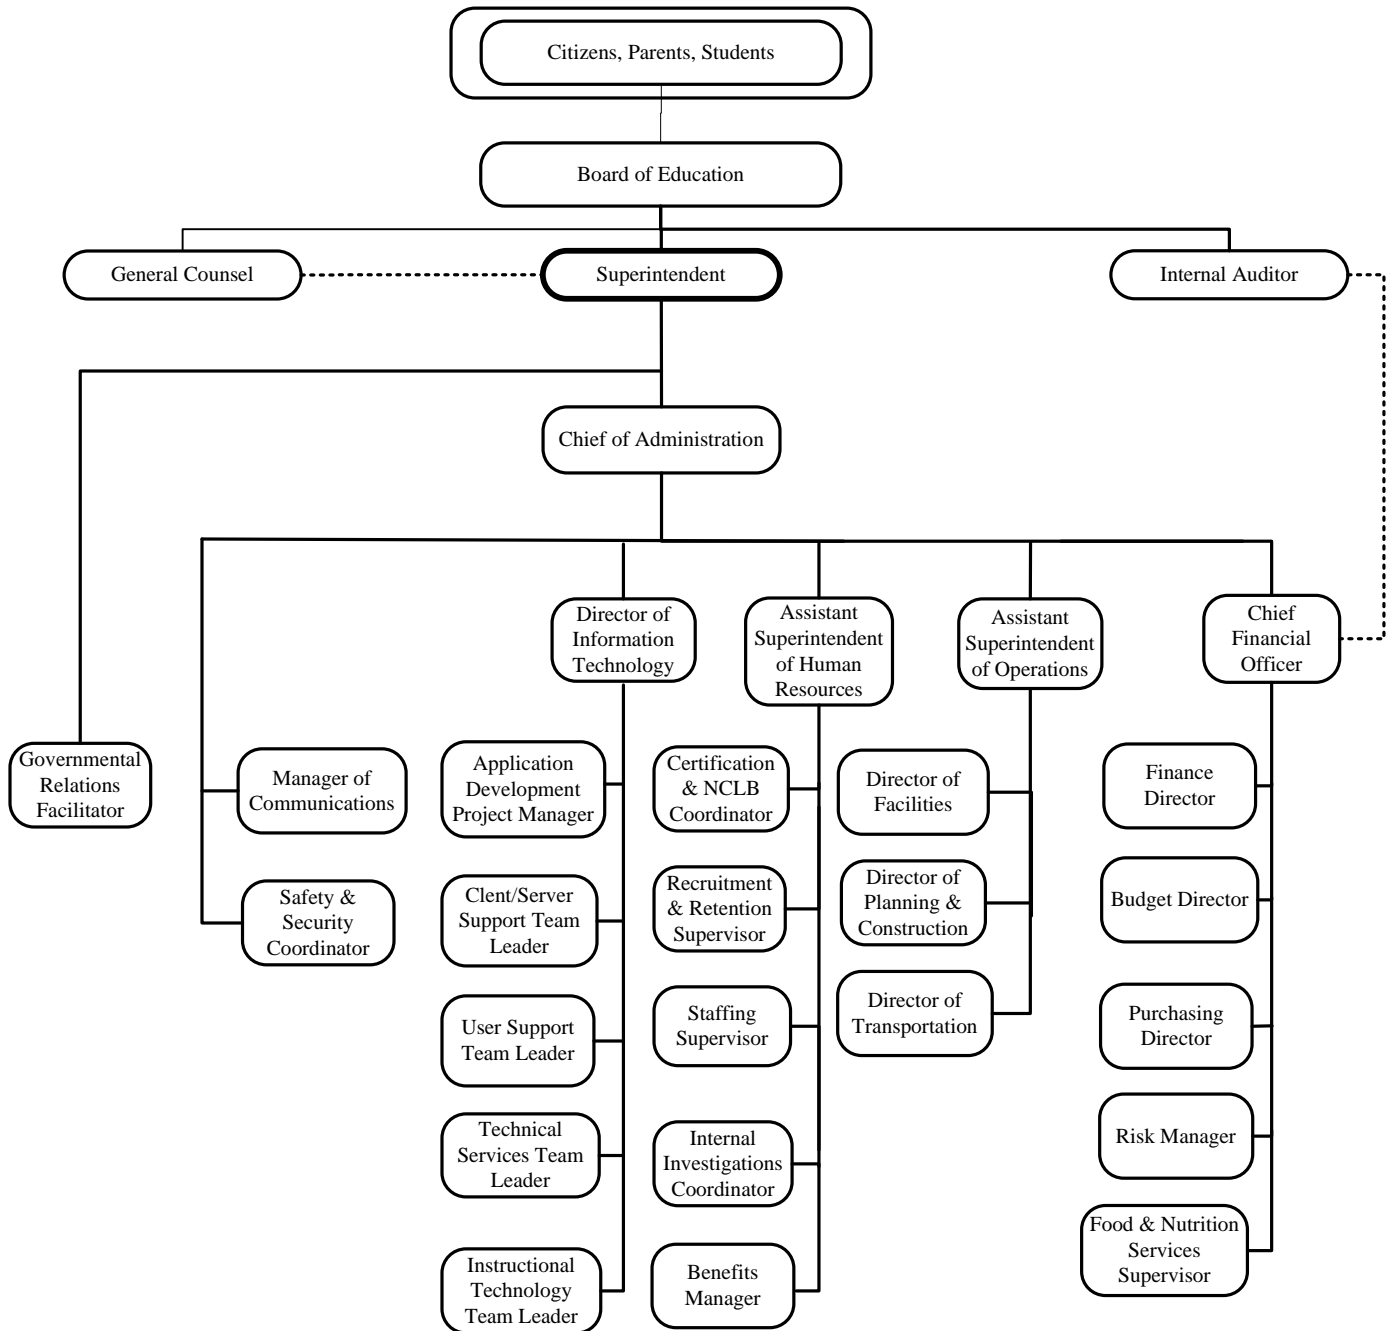 Citizens, Parents, Students
Board of Education
General Counsel
Superintendent
Internal Auditor
Chief of Administration
Director of
Information
Technology
Assistant
Superintendent
of Human
Resources
Assistant
Superintendent
of Operations
Chief
Financial
Officer
Governmental
Relations
Facilitator
Manager of
Communications
Application
Development
Project Manager
Certification
& NCLB
Coordinator
Director of
Facilities
Finance
Director
Safety &
Security
Coordinator
Clent/Server
Support Team
Leader
Recruitment
& Retention
Supervisor
Director of
Planning &
Construction
Budget Director
User Support
Team Leader
Staffing
Supervisor
Director of
Transportation
Purchasing
Director
Technical
Services Team
Leader
Internal
Investigations
Coordinator
Risk Manager
Instructional
Technology
Team Leader
Benefits
Manager
Food & Nutrition
Services
Supervisor